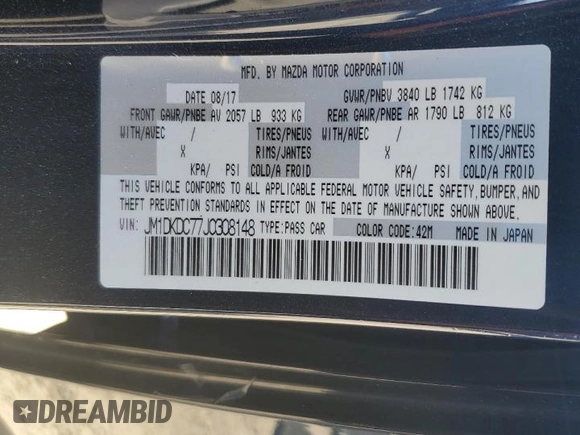 MFD. BY MAZDA MOTOR CORPORATION
DATE 08/17 GVWR/PNBV 3840 LB 1742 KG
FRONT GAWR/PNBE AV 2057 LB 933 KG REAR GAWR/PNBE AR 1790 LB 812 KG
WITH/AVEC / TIRES/PNEUS WITH/AVEC / TIRES/PNEUS
X RIMS/JANTES X RIMS/JANTES
KPA/ PSI COLD/A FROID KPA/ PSI COLD/A FROID
THIS VEHICLE CONFORMS TO ALL APPLICABLE FEDERAL MOTOR VEHICLE SAFETY, BUMPER, AND
THEFT PREVENTION STANDARDS IN EFFECT ON THE DATE OF MANUFACTURE SHOWN ABOVE.
VIN: JM1DKDC77J0308148 TYPE:PASS CAR COLOR CODE:42M MADE IN JAPAN
DREAMBID